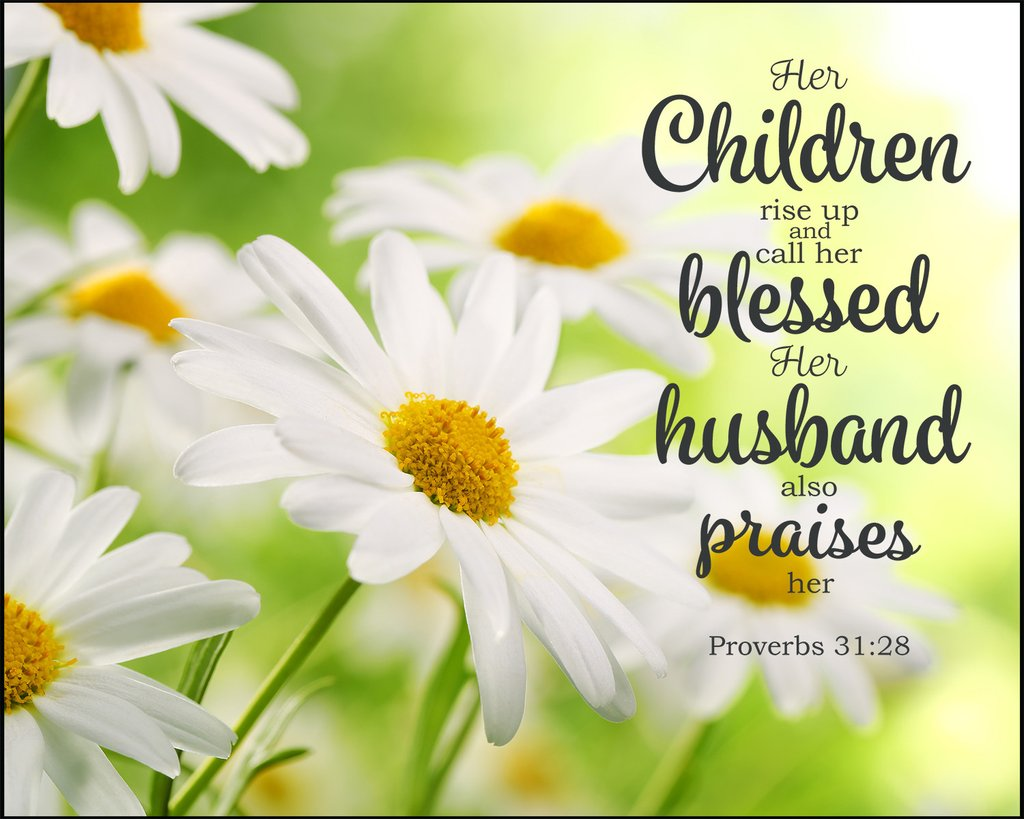 Her
Children
rise up
and
call her
blessed
Her
husband
also
praises
her
Proverbs 31:28